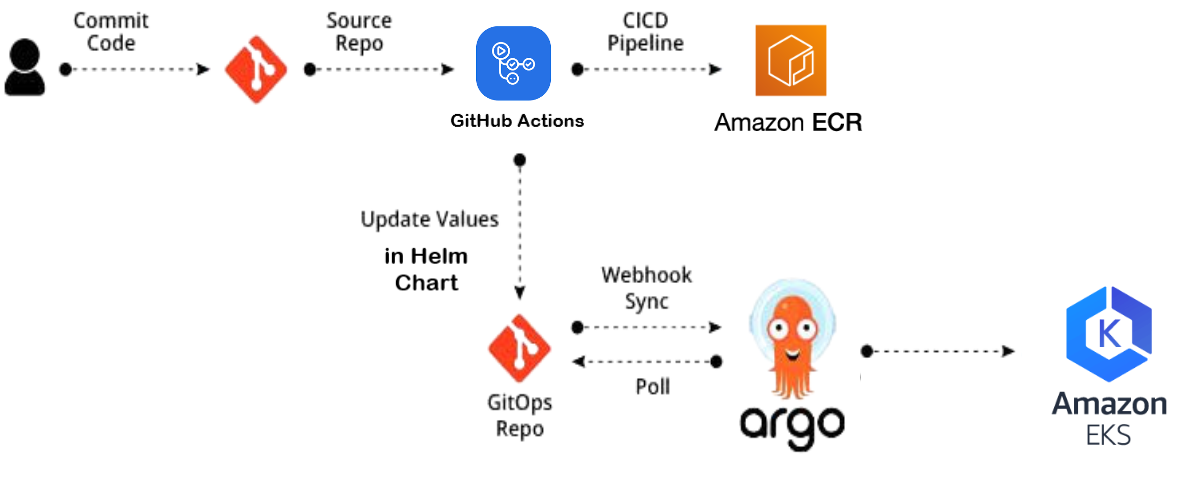 Commit
Code
Source
Repo
CICD
Pipeline
GitHub Actions
Amazon ECR
Update Values
in Helm
Chart
Webhook
Sync
Poll
GitOps
Repo
argo
K
Amazon
EKS